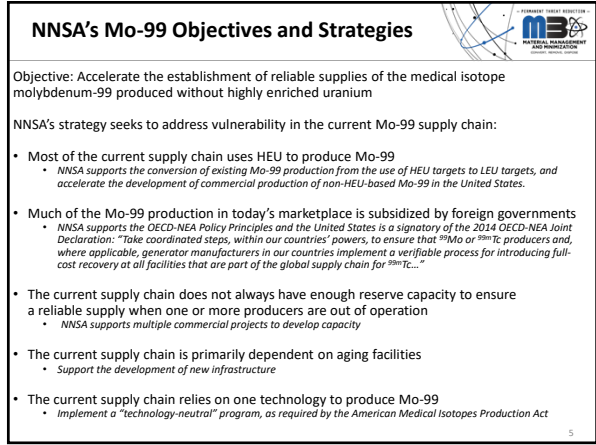 NNSA's Mo-99 Objectives and Strategies
- PERMANENT THREAT REDUCTION -
MATERIAL MANAGEMENT
AND MINIMIZATION
CONVERT, REMOVE, DISPOSE
Objective: Accelerate the establishment of reliable supplies of the medical isotope
molybdenum-99 produced without highly enriched uranium
NNSA's strategy seeks to address vulnerability in the current Mo-99 supply chain:
• Most of the current supply chain uses HEU to produce Mo-99
• NNSA supports the conversion of existing Mo-99 production from the use of HEU targets to LEU targets, and
accelerate the development of commercial production of non-HEU-based Mo-99 in the United States.
• Much of the Mo-99 production in today's marketplace is subsidized by foreign governments
• NNSA supports the OECD-NEA Policy Principles and the United States is a signatory of the 2014 OECD-NEA Joint
Declaration: "Take coordinated steps, within our countries' powers, to ensure that ⁹⁹Mo or ⁹⁹ᵐTc producers and,
where applicable, generator manufacturers in our countries implement a verifiable process for introducing full-
cost recovery at all facilities that are part of the global supply chain for ⁹⁹ᵐTc…"
• The current supply chain does not always have enough reserve capacity to ensure
a reliable supply when one or more producers are out of operation
• NNSA supports multiple commercial projects to develop capacity
• The current supply chain is primarily dependent on aging facilities
• Support the development of new infrastructure
• The current supply chain relies on one technology to produce Mo-99
• Implement a "technology-neutral" program, as required by the American Medical Isotopes Production Act
5